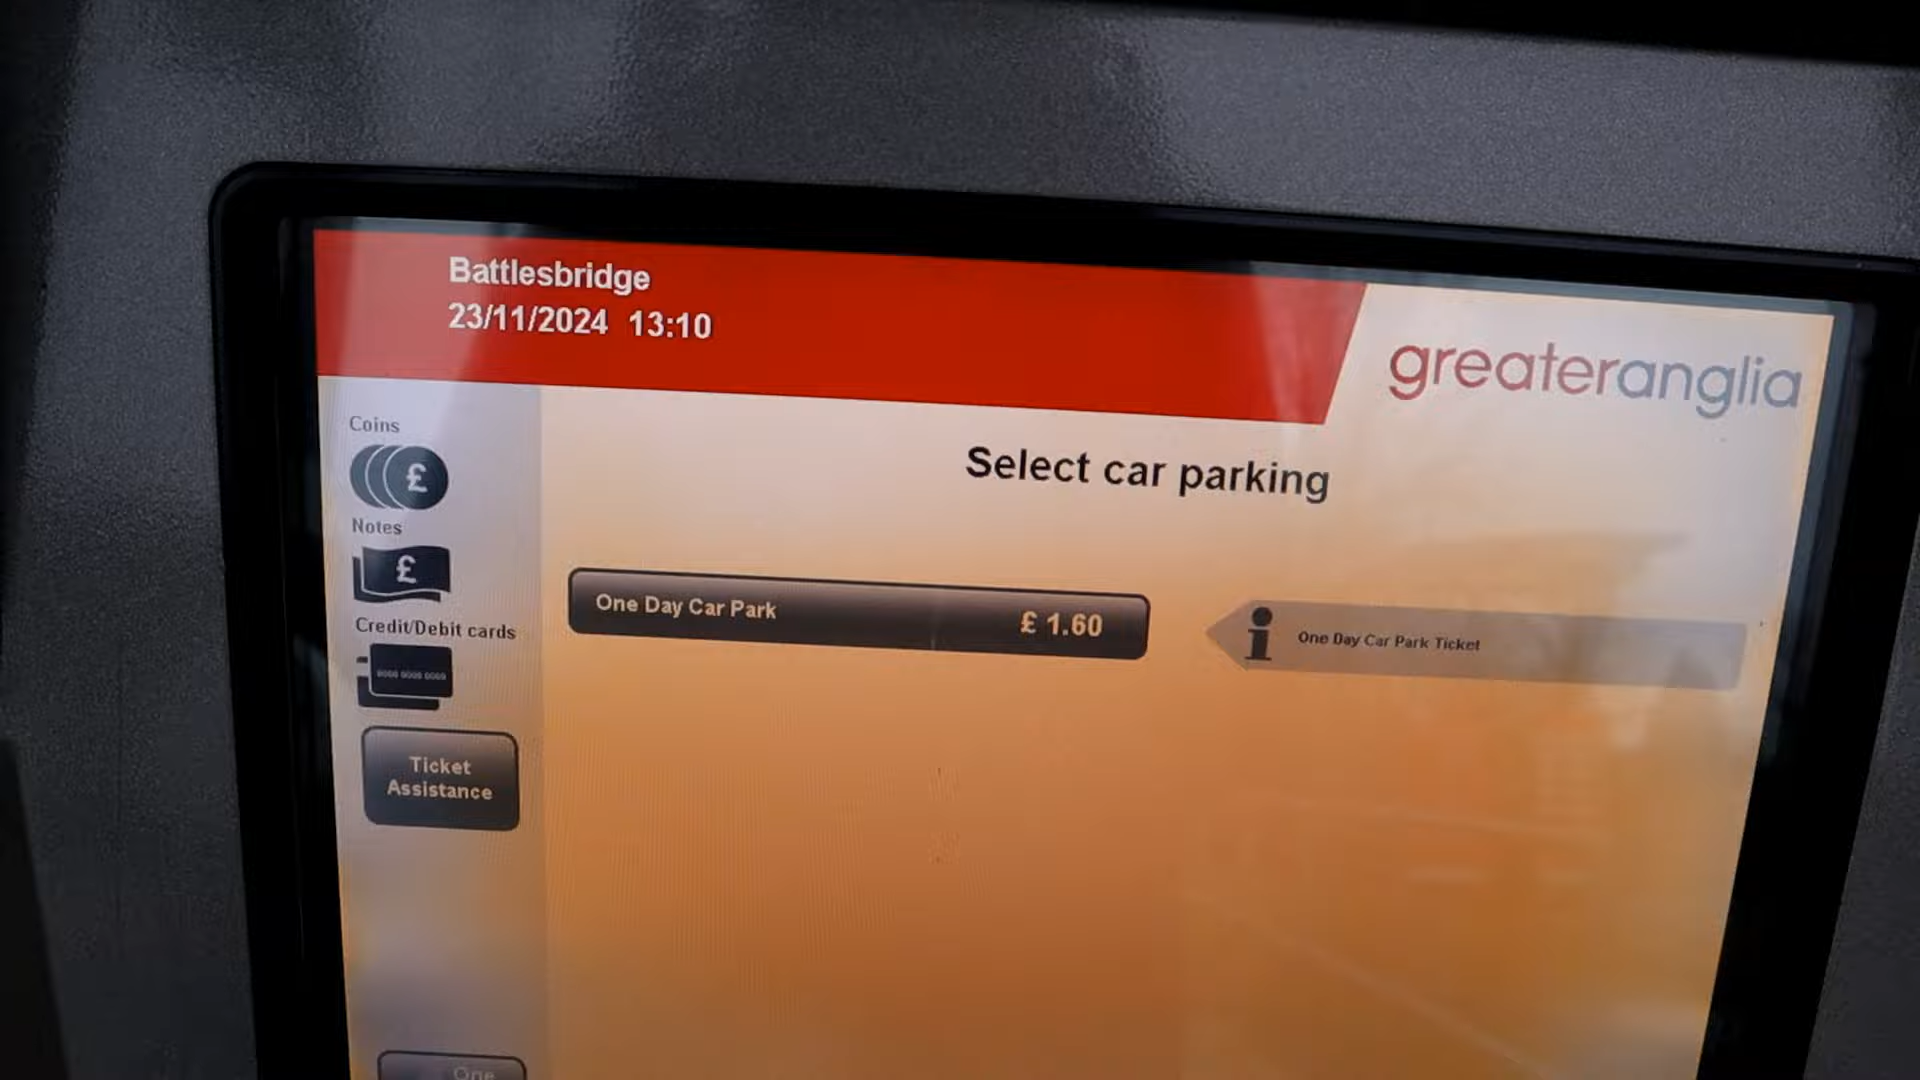 Battlesbridge
23/11/2024 13:10
greateranglia
Select car parking
Coins
£
Notes
£
Credit/Debit cards
One Day Car Park £ 1.60
i One Day Car Park Ticket
Ticket
Assistance
One